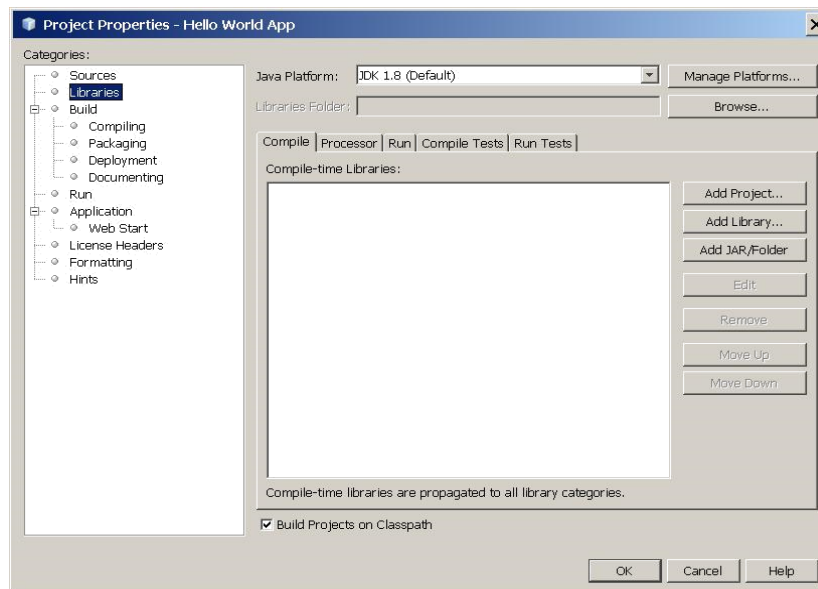 Project Properties - Hello World App
Categories:
Sources
Libraries
Build
Compiling
Packaging
Deployment
Documenting
Run
Application
Web Start
License Headers
Formatting
Hints
Java Platform: JDK 1.8 (Default) Manage Platforms...
Libraries Folder: Browse...
Compile Processor Run Compile Tests Run Tests
Compile-time Libraries:
Add Project...
Add Library...
Add JAR/Folder
Edit
Remove
Move Up
Move Down
Compile-time libraries are propagated to all library categories.
Build Projects on Classpath
OK Cancel Help